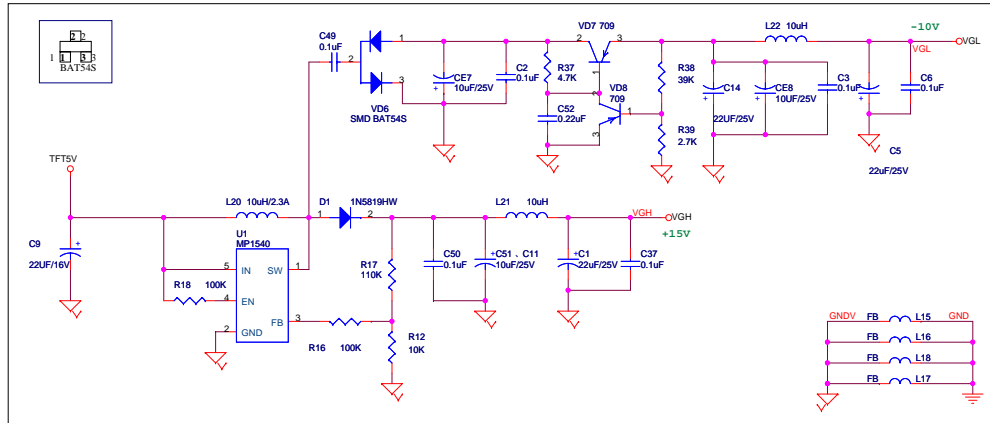 2 2
1 1 3 3
BAT54S
C49
0.1uF
2
1
3
VD6
SMD BAT54S
CE7
10uF/25V
+
C2
0.1uF
R37
4.7K
C52
0.22uF
VD7 709
2 3
1
2
VD8
709
1
3
R38
39K
R39
2.7K
C14
+
22UF/25V
CE8
10UF/25V
+
L22 10uH
C3
0.1uF
+
C5
22uF/25V
C6
0.1uF
-10V
VGL
VGL
TFT5V
C9
22UF/16V
+
L20 10uH/2.3A
D1
1N5819HW
1 2
U1
MP1540
5 IN
SW 1
4 EN
FB 3
2 GND
R18 100K
R16 100K
R17
110K
R12
10K
C50
0.1uF
+
C51 、C11
10uF/25V
L21 10uH
+
C1
22uF/25V
C37
0.1uF
VGH
VGH
+15V
GNDV FB L15 GND
FB L16
FB L18
FB L17